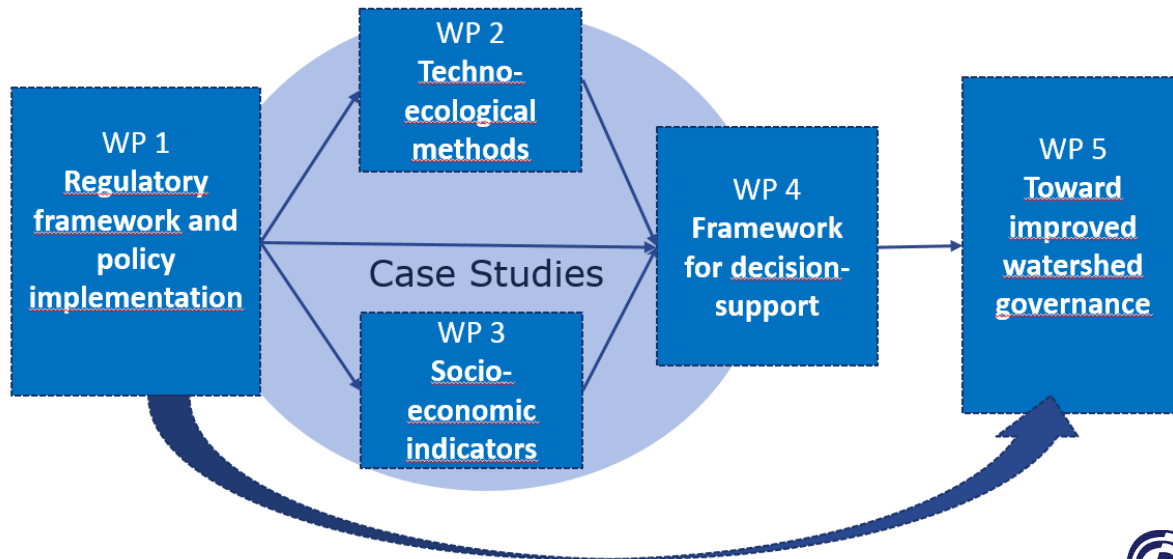 WP 1
Regulatory
framework and
policy
implementation
WP 2
Techno-
ecological
methods
Case Studies
WP 3
Socio-
economic
indicators
WP 4
Framework
for decision-
support
WP 5
Toward
improved
watershed
governance